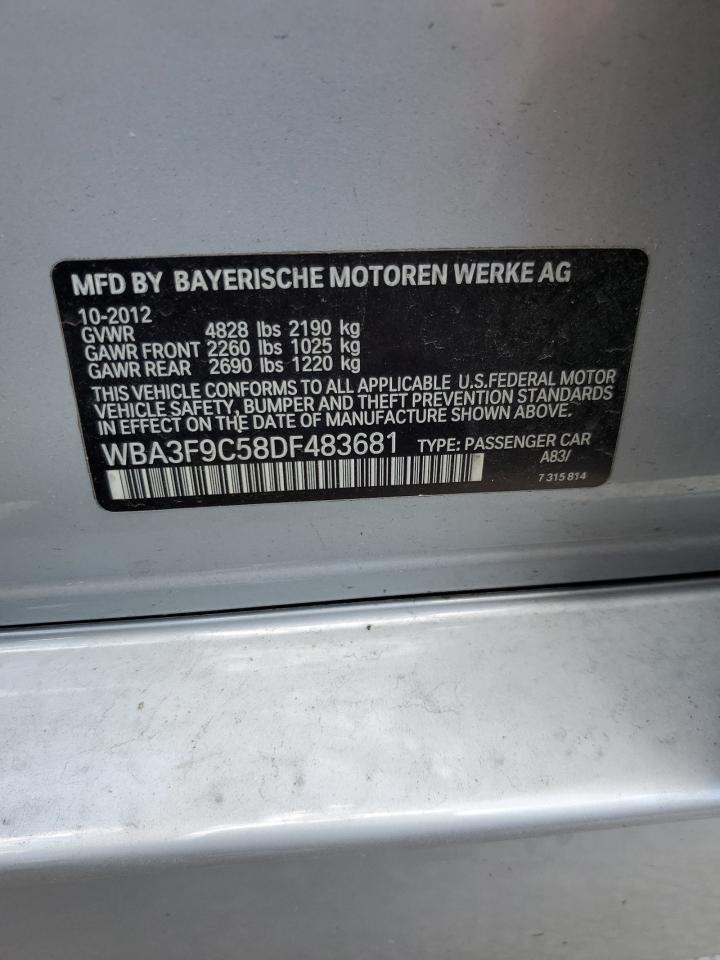 MFD BY BAYERISCHE MOTOREN WERKE AG
10-2012
GVWR 4828 lbs 2190 kg
GAWR FRONT 2260 lbs 1025 kg
GAWR REAR 2690 lbs 1220 kg
THIS VEHICLE CONFORMS TO ALL APPLICABLE U.S.FEDERAL MOTOR
VEHICLE SAFETY, BUMPER AND THEFT PREVENTION STANDARDS
IN EFFECT ON THE DATE OF MANUFACTURE SHOWN ABOVE.
WBA3F9C58DF483681 TYPE: PASSENGER CAR
A83/
7 315 814